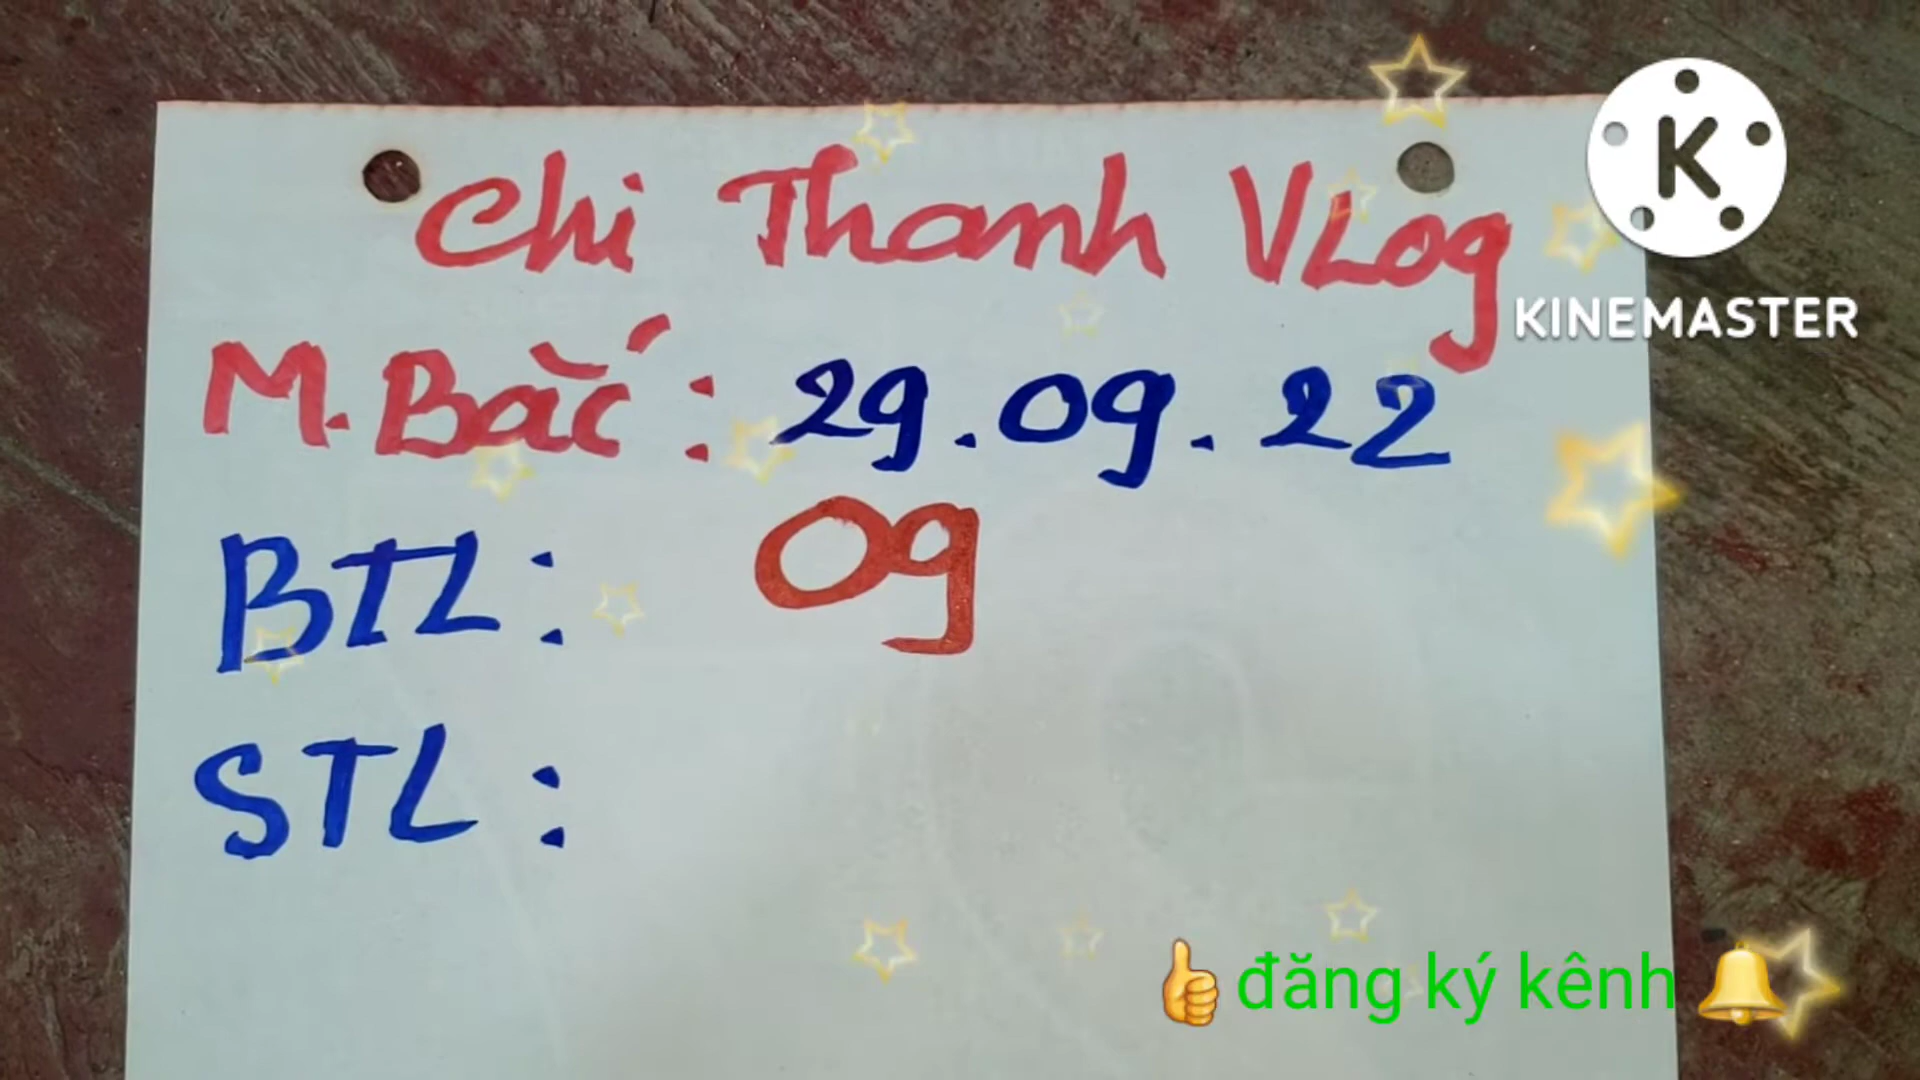 Chi Thanh VLog
K
KINEMASTER
M. Bắc : 29.09.22
BTL : 09
STL :
👍đăng ký kênh 🔔